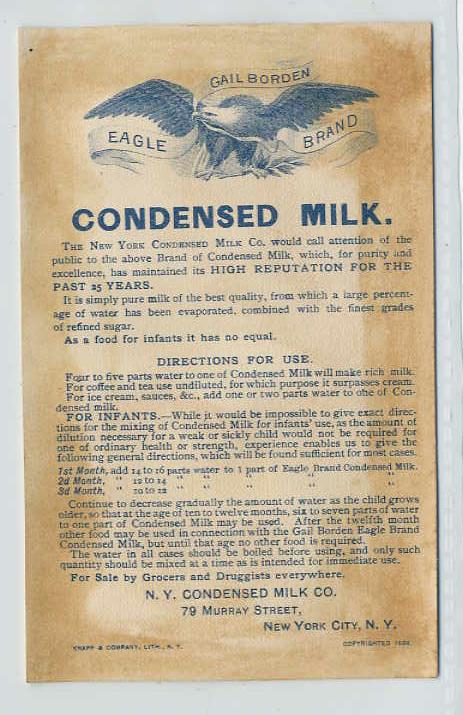 GAIL BORDEN
EAGLE BRAND
CONDENSED MILK.
THE NEW YORK CONDENSED MILK CO. would call attention of the
public to the above Brand of Condensed Milk, which, for purity and
excellence, has maintained its HIGH REPUTATION FOR THE
PAST 25 YEARS.
It is simply pure milk of the best quality, from which a large percent-
age of water has been evaporated, combined with the finest grades
of refined sugar.
As a food for infants it has no equal.
DIRECTIONS FOR USE.
Four to five parts water to one of Condensed Milk will make rich milk.
For coffee and tea use undiluted, for which purpose it surpasses cream.
For ice cream, sauces, &c., add one or two parts water to one of Con-
densed milk.
FOR INFANTS.—While it would be impossible to give exact direc-
tions for the mixing of Condensed Milk for infants' use, as the amount of
dilution necessary for a weak or sickly child would not be required for
one of ordinary health or strength, experience enables us to give the
following general directions, which will be found sufficient for most cases.
1st Month, add 14 to 16 parts water to 1 part of Eagle Brand Condensed Milk.
2d Month, " 12 to 14 " " " " " "
3d Month, " 10 to 12 " " " " " "
Continue to decrease gradually the amount of water as the child grows
older, so that at the age of ten to twelve months, six to seven parts of water
to one part of Condensed Milk may be used. After the twelfth month
other food may be used in connection with the Gail Borden Eagle Brand
Condensed Milk, but until that age no other food is required.
The water in all cases should be boiled before using, and only such
quantity should be mixed at a time as is intended for immediate use.
For Sale by Grocers and Druggists everywhere.
N. Y. CONDENSED MILK CO.
79 MURRAY STREET,
NEW YORK CITY, N. Y.
KNAPP & COMPANY, LITH., N. Y.
COPYRIGHTED